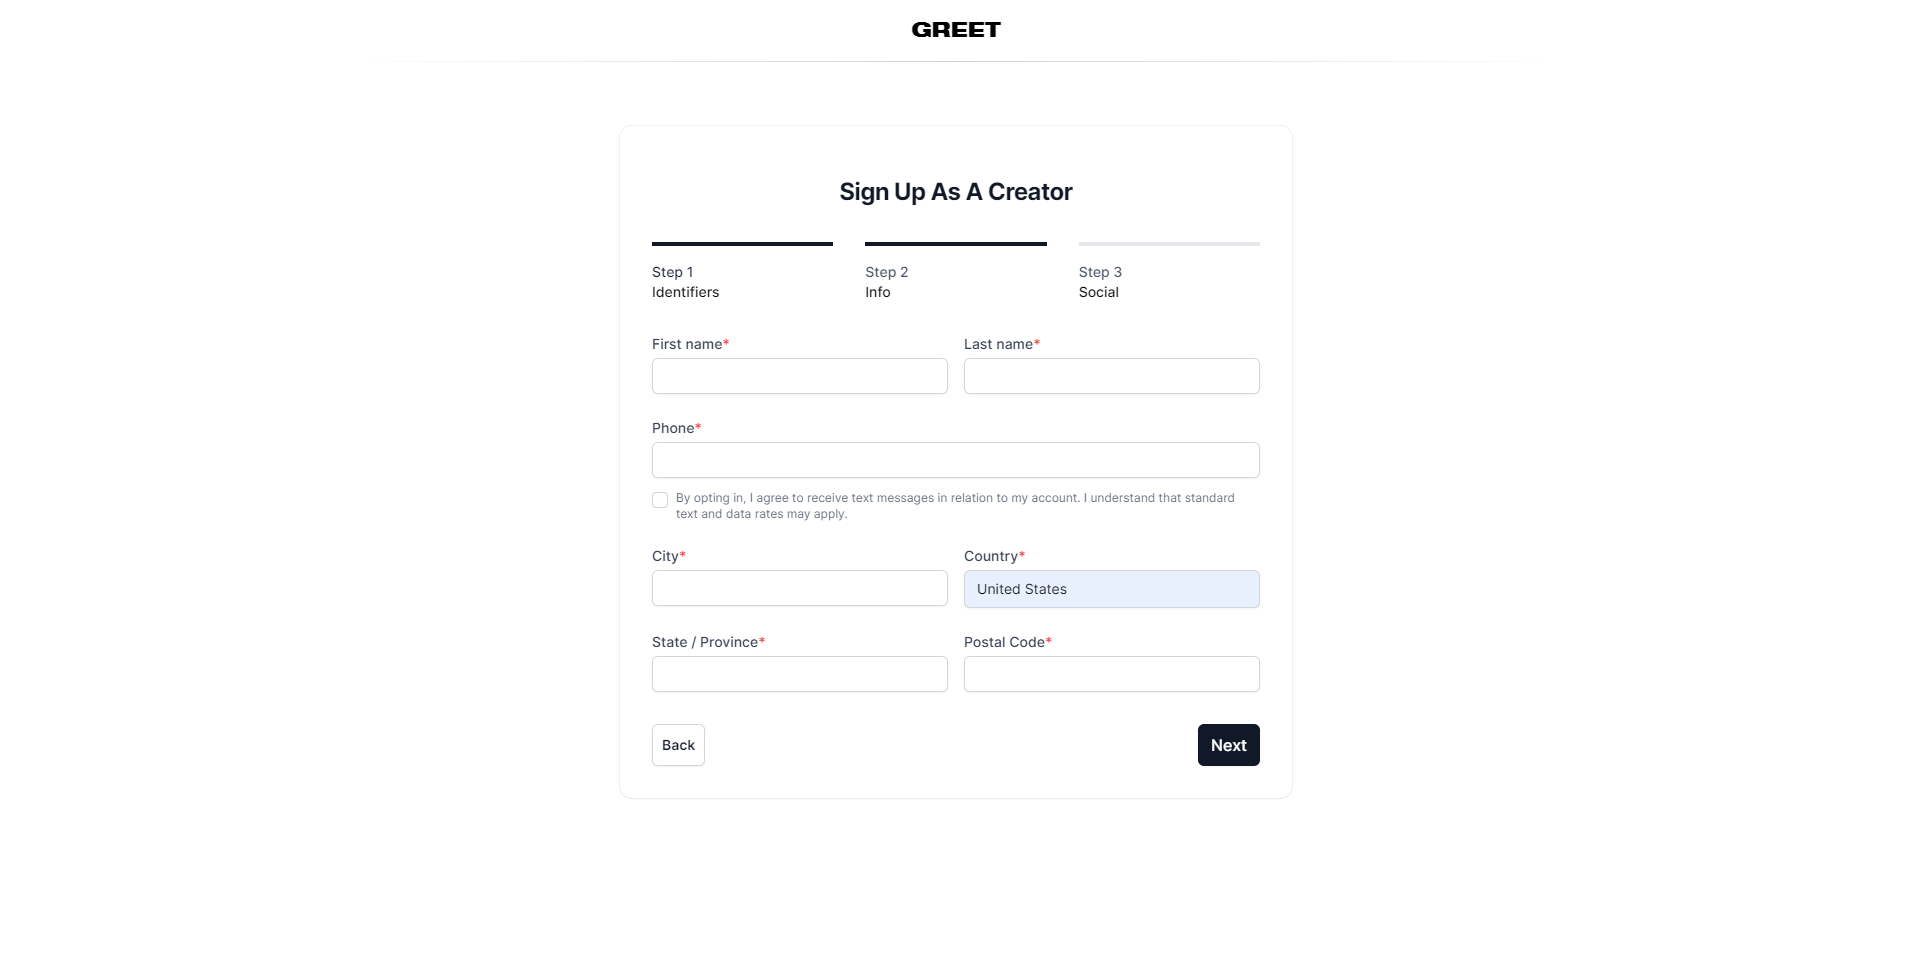 GREET
Sign Up As A Creator
Step 1
Identifiers
Step 2
Info
Step 3
Social
First name*
Last name*
Phone*
By opting in, I agree to receive text messages in relation to my account. I understand that standard
text and data rates may apply.
City*
Country*
United States
State / Province*
Postal Code*
Back
Next